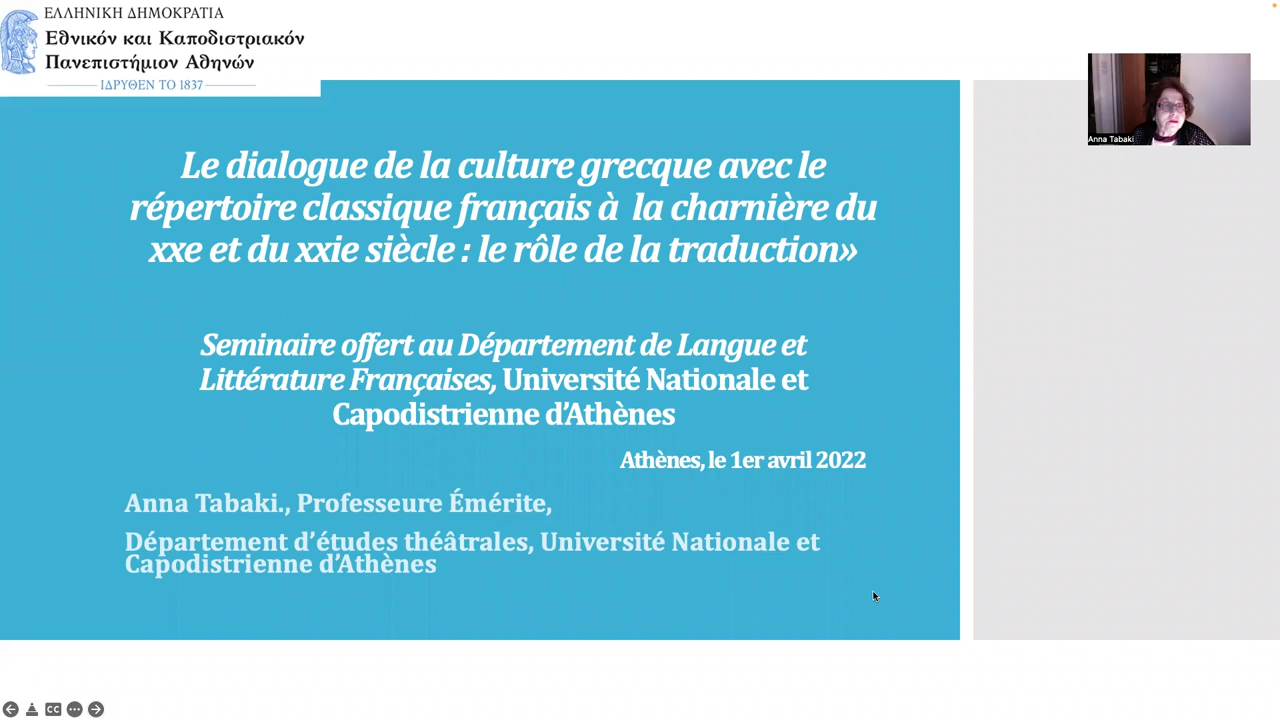 ΕΛΛΗΝΙΚΗ ΔΗΜΟΚΡΑΤΙΑ
Εθνικόν και Καποδιστριακόν
Πανεπιστήμιον Αθηνών
ΙΔΡΥΘΕΝ ΤΟ 1837
Anna Tabaki
Le dialogue de la culture grecque avec le
répertoire classique français à  la charnière du
xxe et du xxie siècle : le rôle de la traduction»
Seminaire offert au Département de Langue et
Littérature Françaises, Université Nationale et
Capodistrienne d’Athènes
Athènes, le 1er avril 2022
Anna Tabaki., Professeure Émérite,
Département d’études théâtrales, Université Nationale et
Capodistrienne d’Athènes
CC